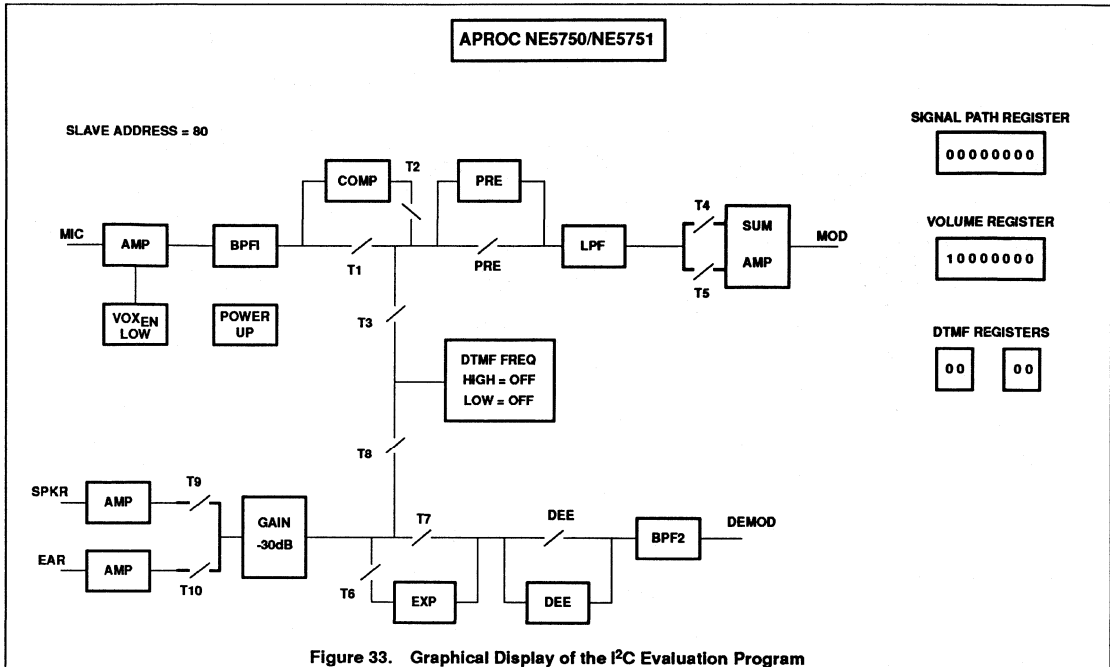 APROC NE5750/NE5751
SLAVE ADDRESS = 80
SIGNAL PATH REGISTER
00000000
COMP
T2
PRE
T4
VOLUME REGISTER
10000000
MIC
AMP
BPFI
T1
PRE
LPF
SUM
AMP
MOD
T5
VOXEN
LOW
POWER
UP
T3
DTMF REGISTERS
00
00
DTMF FREQ
HIGH = OFF
LOW = OFF
T8
SPKR
AMP
T9
GAIN
-30dB
T7
DEE
BPF2
DEMOD
EAR
AMP
T10
T6
EXP
DEE
Figure 33. Graphical Display of the I²C Evaluation Program